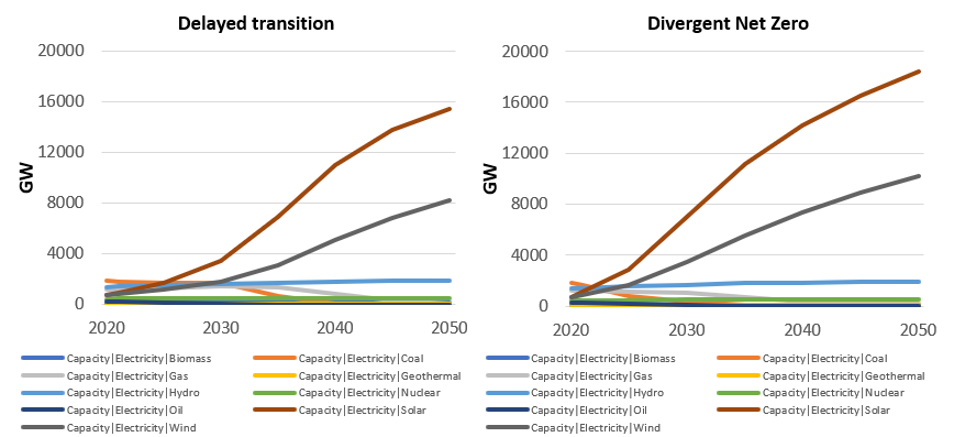 Delayed transition
GW
20000
16000
12000
8000
4000
0
2020 2030 2040 2050
Capacity|Electricity|Biomass Capacity|Electricity|Coal
Capacity|Electricity|Gas Capacity|Electricity|Geothermal
Capacity|Electricity|Hydro Capacity|Electricity|Nuclear
Capacity|Electricity|Oil Capacity|Electricity|Solar
Capacity|Electricity|Wind
Divergent Net Zero
GW
20000
16000
12000
8000
4000
0
2020 2030 2040 2050
Capacity|Electricity|Biomass Capacity|Electricity|Coal
Capacity|Electricity|Gas Capacity|Electricity|Geothermal
Capacity|Electricity|Hydro Capacity|Electricity|Nuclear
Capacity|Electricity|Oil Capacity|Electricity|Solar
Capacity|Electricity|Wind